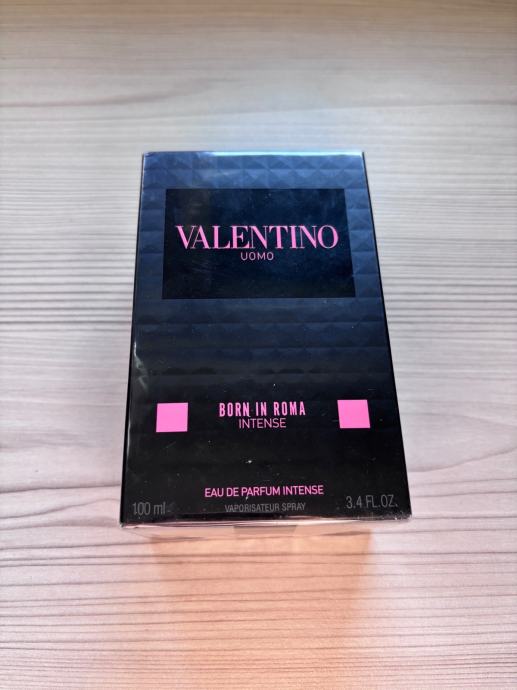 VALENTINO
UOMO
BORN IN ROMA
INTENSE
EAU DE PARFUM INTENSE
100 ml VAPORISATEUR SPRAY 3.4 FL.OZ.